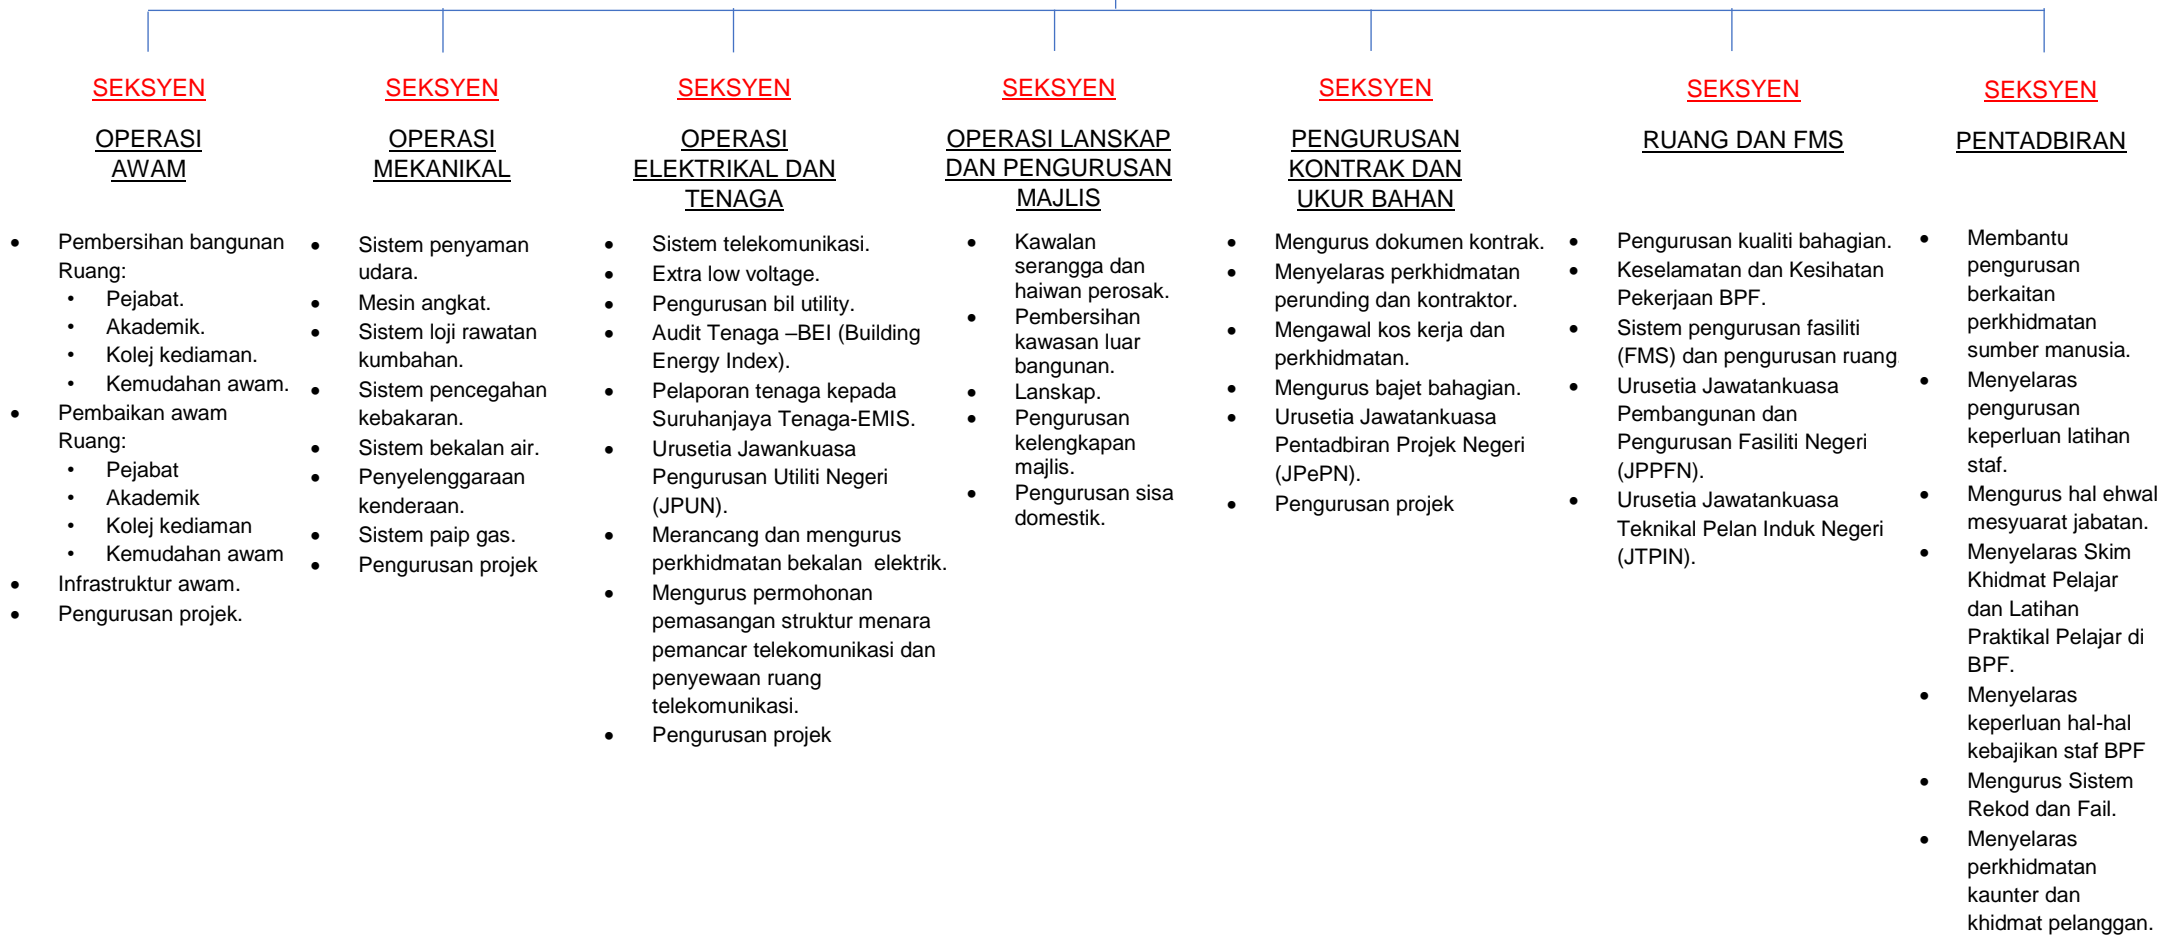 SEKSYEN
OPERASI
AWAM
• Pembersihan bangunan
Ruang:
• Pejabat.
• Akademik.
• Kolej kediaman.
• Kemudahan awam.
• Pembaikan awam
Ruang:
• Pejabat
• Akademik
• Kolej kediaman
• Kemudahan awam
• Infrastruktur awam.
• Pengurusan projek.
SEKSYEN
OPERASI
MEKANIKAL
• Sistem penyaman
udara.
• Mesin angkat.
• Sistem loji rawatan
kumbahan.
• Sistem pencegahan
kebakaran.
• Sistem bekalan air.
• Penyelenggaraan
kenderaan.
• Sistem paip gas.
• Pengurusan projek
SEKSYEN
OPERASI
ELEKTRIKAL DAN
TENAGA
• Sistem telekomunikasi.
• Extra low voltage.
• Pengurusan bil utility.
• Audit Tenaga –BEI (Building
Energy Index).
• Pelaporan tenaga kepada
Suruhanjaya Tenaga-EMIS.
• Urusetia Jawankuasa
Pengurusan Utiliti Negeri
(JPUN).
• Merancang dan mengurus
perkhidmatan bekalan  elektrik.
• Mengurus permohonan
pemasangan struktur menara
pemancar telekomunikasi dan
penyewaan ruang
telekomunikasi.
• Pengurusan projek
SEKSYEN
OPERASI LANSKAP
DAN PENGURUSAN
MAJLIS
• Kawalan
serangga dan
haiwan perosak.
• Pembersihan
kawasan luar
bangunan.
• Lanskap.
• Pengurusan
kelengkapan
majlis.
• Pengurusan sisa
domestik.
SEKSYEN
PENGURUSAN
KONTRAK DAN
UKUR BAHAN
• Mengurus dokumen kontrak.
• Menyelaras perkhidmatan
perunding dan kontraktor.
• Mengawal kos kerja dan
perkhidmatan.
• Mengurus bajet bahagian.
• Urusetia Jawatankuasa
Pentadbiran Projek Negeri
(JPePN).
• Pengurusan projek
SEKSYEN
RUANG DAN FMS
• Pengurusan kualiti bahagian.
• Keselamatan dan Kesihatan
Pekerjaan BPF.
• Sistem pengurusan fasiliti
(FMS) dan pengurusan ruang
• Urusetia Jawatankuasa
Pembangunan dan
Pengurusan Fasiliti Negeri
(JPPFN).
• Urusetia Jawatankuasa
Teknikal Pelan Induk Negeri
(JTPIN).
SEKSYEN
PENTADBIRAN
• Membantu
pengurusan
berkaitan
perkhidmatan
sumber manusia.
• Menyelaras
pengurusan
keperluan latihan
staf.
• Mengurus hal ehwal
mesyuarat jabatan.
• Menyelaras Skim
Khidmat Pelajar
dan Latihan
Praktikal Pelajar di
BPF.
• Menyelaras
keperluan hal-hal
kebajikan staf BPF
• Mengurus Sistem
Rekod dan Fail.
• Menyelaras
perkhidmatan
kaunter dan
khidmat pelanggan.